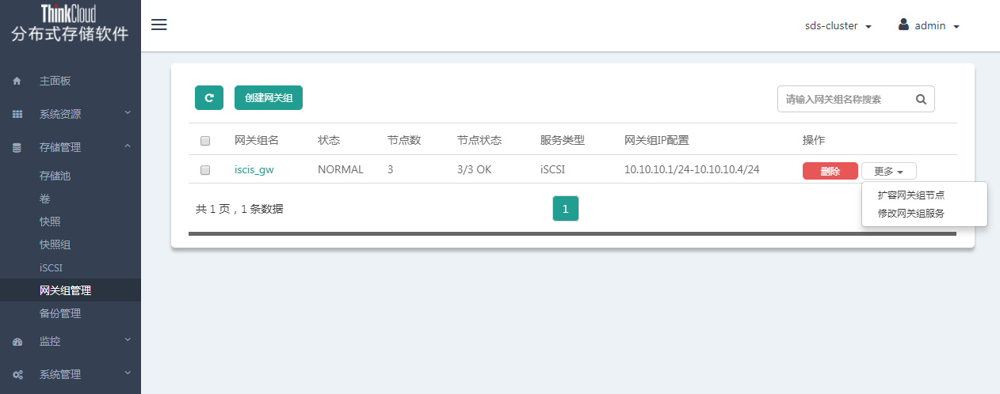 ThinkCloud
分布式存储软件
sds-cluster
admin
主面板
系统资源
存储管理
存储池
卷
快照
快照组
iSCSI
网关组管理
备份管理
监控
系统管理
创建网关组
请输入网关组名称搜索
网关组名 状态 节点数 节点状态 服务类型 网关组IP配置 操作
iscis_gw NORMAL 3 3/3 OK iSCSI 10.10.10.1/24-10.10.10.4/24 删除 更多
扩容网关组节点
修改网关组服务
共 1 页，1 条数据
1